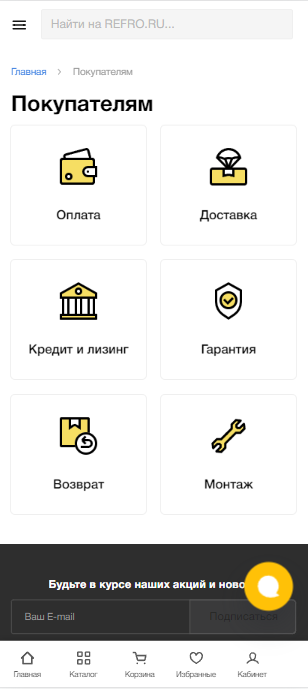 Найти на REFRO.RU...
Главная > Покупателям
Покупателям
Оплата
Доставка
Кредит и лизинг
Гарантия
Возврат
Монтаж
Будьте в курсе наших акций и ново
Ваш E-mail
Подписаться
Главная
Каталог
Корзина
Избранные
Кабинет